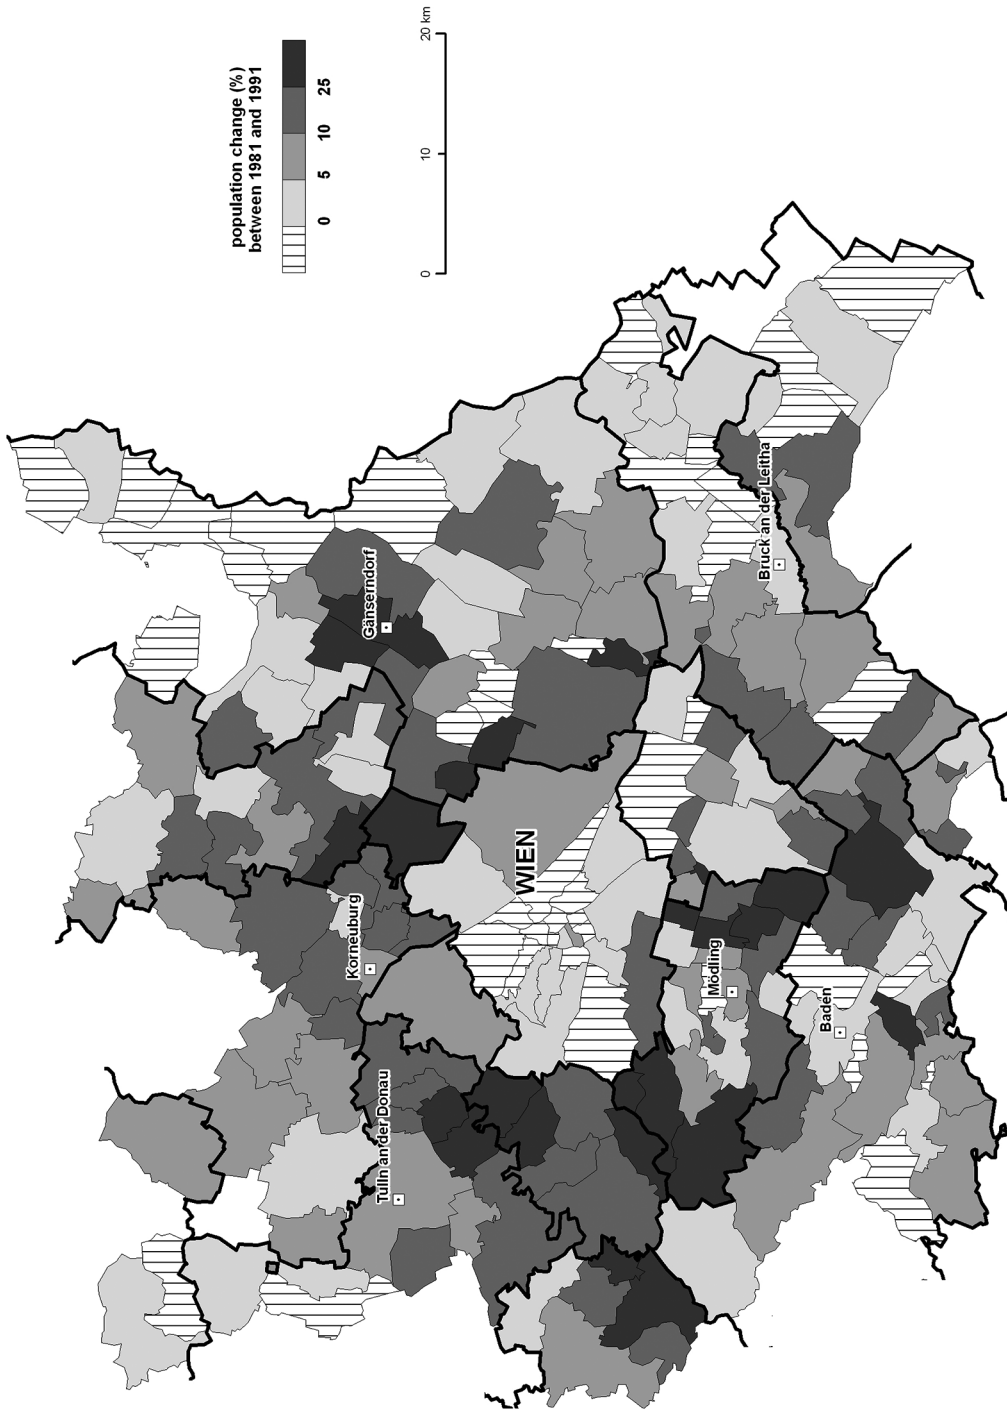 population change (%)
between 1981 and 1991
0
5
10
25
0
10
20 km
Gänserndorf
Bruck an der Leitha
WIEN
Korneuburg
Mödling
Baden
Tulln an der Donau